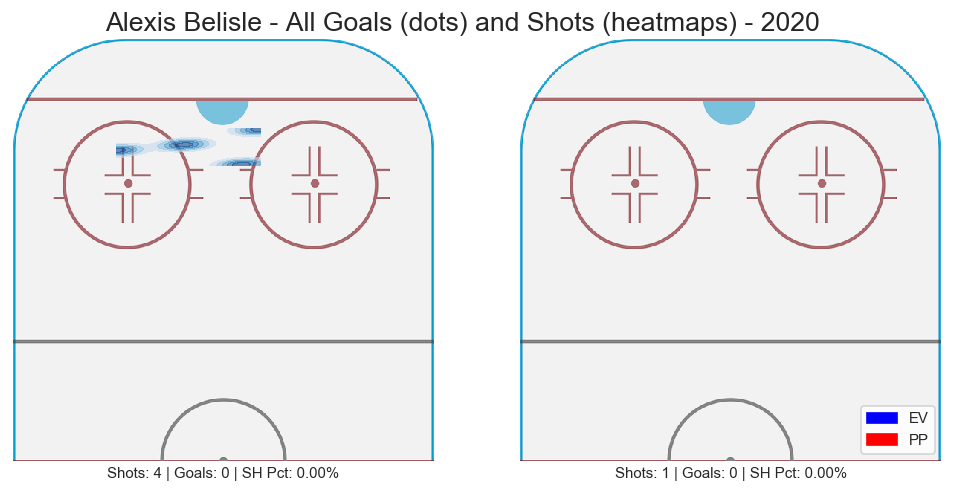 Alexis Belisle - All Goals (dots) and Shots (heatmaps) - 2020
EV
PP
Shots: 4 | Goals: 0 | SH Pct: 0.00%
Shots: 1 | Goals: 0 | SH Pct: 0.00%